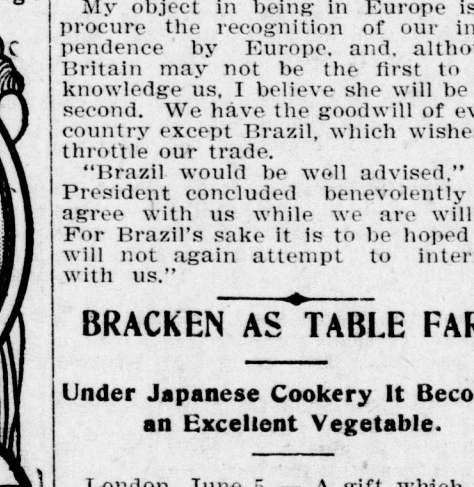 My object in being in Europe is
procure the recognition of our in
pendence by Europe, and, altho
Britain may not be the first to
knowledge us, I believe she will be
second. We have the goodwill of ev
country except Brazil, which wishe
throttle our trade.
"Brazil would be well advised,"
President concluded benevolently
agree with us while we are will
For Brazil's sake it is to be hoped
will not again attempt to inter
with us."
BRACKEN AS TABLE FAR
Under Japanese Cookery It Beco
an Excellent Vegetable.
London, June 5.— A gift which